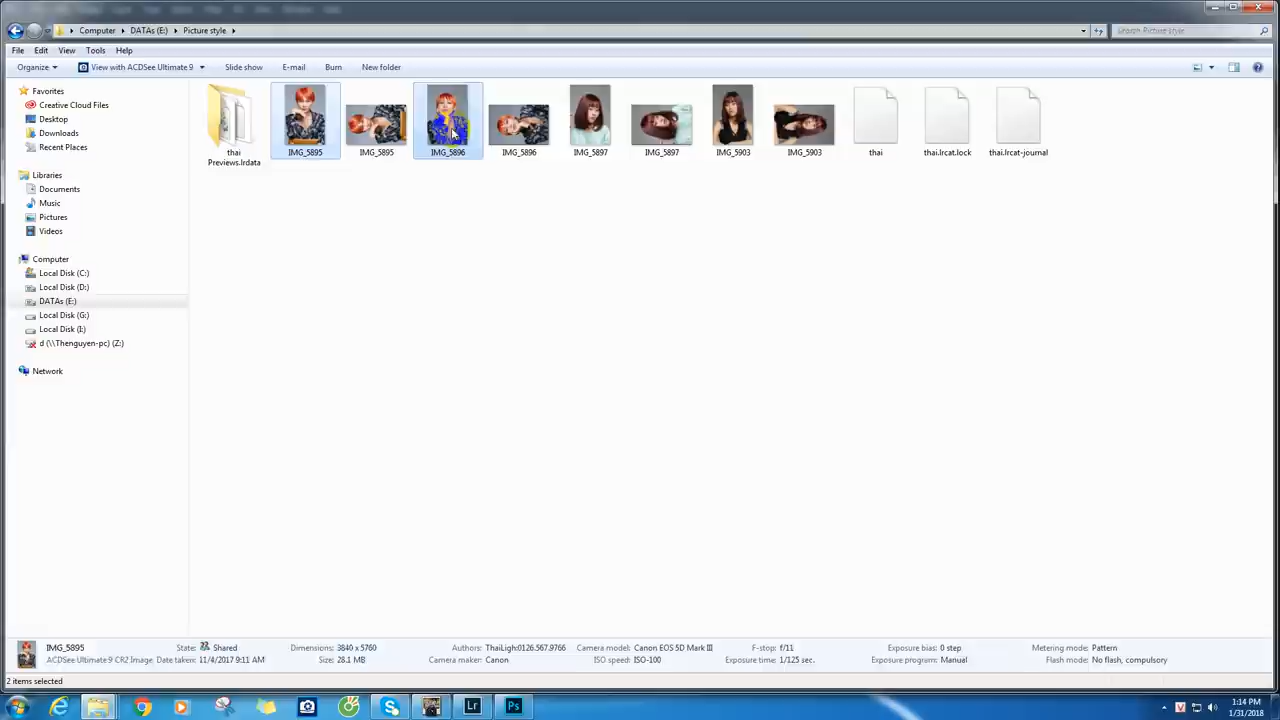 Computer DATAs (E:) Picture style
Search Picture style
File Edit View Tools Help
Organize View with ACDSee Ultimate 9 Slide show E-mail Burn New folder
Favorites
Creative Cloud Files
Desktop
Downloads
Recent Places
Libraries
Documents
Music
Pictures
Videos
Computer
Local Disk (C:)
Local Disk (D:)
DATAs (E:)
Local Disk (G:)
Local Disk (I:)
d (\\Thenguyen-pc) (Z:)
Network
thai Previews.lrdata
IMG_5895
IMG_5895
IMG_5896
IMG_5896
IMG_5897
IMG_5897
IMG_5903
IMG_5903
thai
thai.lrcat.lock
thai.lrcat-journal
IMG_5895 State: Shared Dimensions: 3840 x 5760 Authors: ThaiLigh:0126.567.9766 Camera model: Canon EOS 5D Mark III F-stop: f/11 Exposure bias: 0 step Metering mode: Pattern
ACDSee Ultimate 9 CR2 Image Date taken: 11/4/2017 9:11 AM Size: 28.1 MB Camera maker: Canon ISO speed: ISO-100 Exposure time: 1/125 sec. Exposure program: Manual Flash mode: No flash, compulsory
2 items selected
Lr
Ps
1:14 PM
1/31/2018